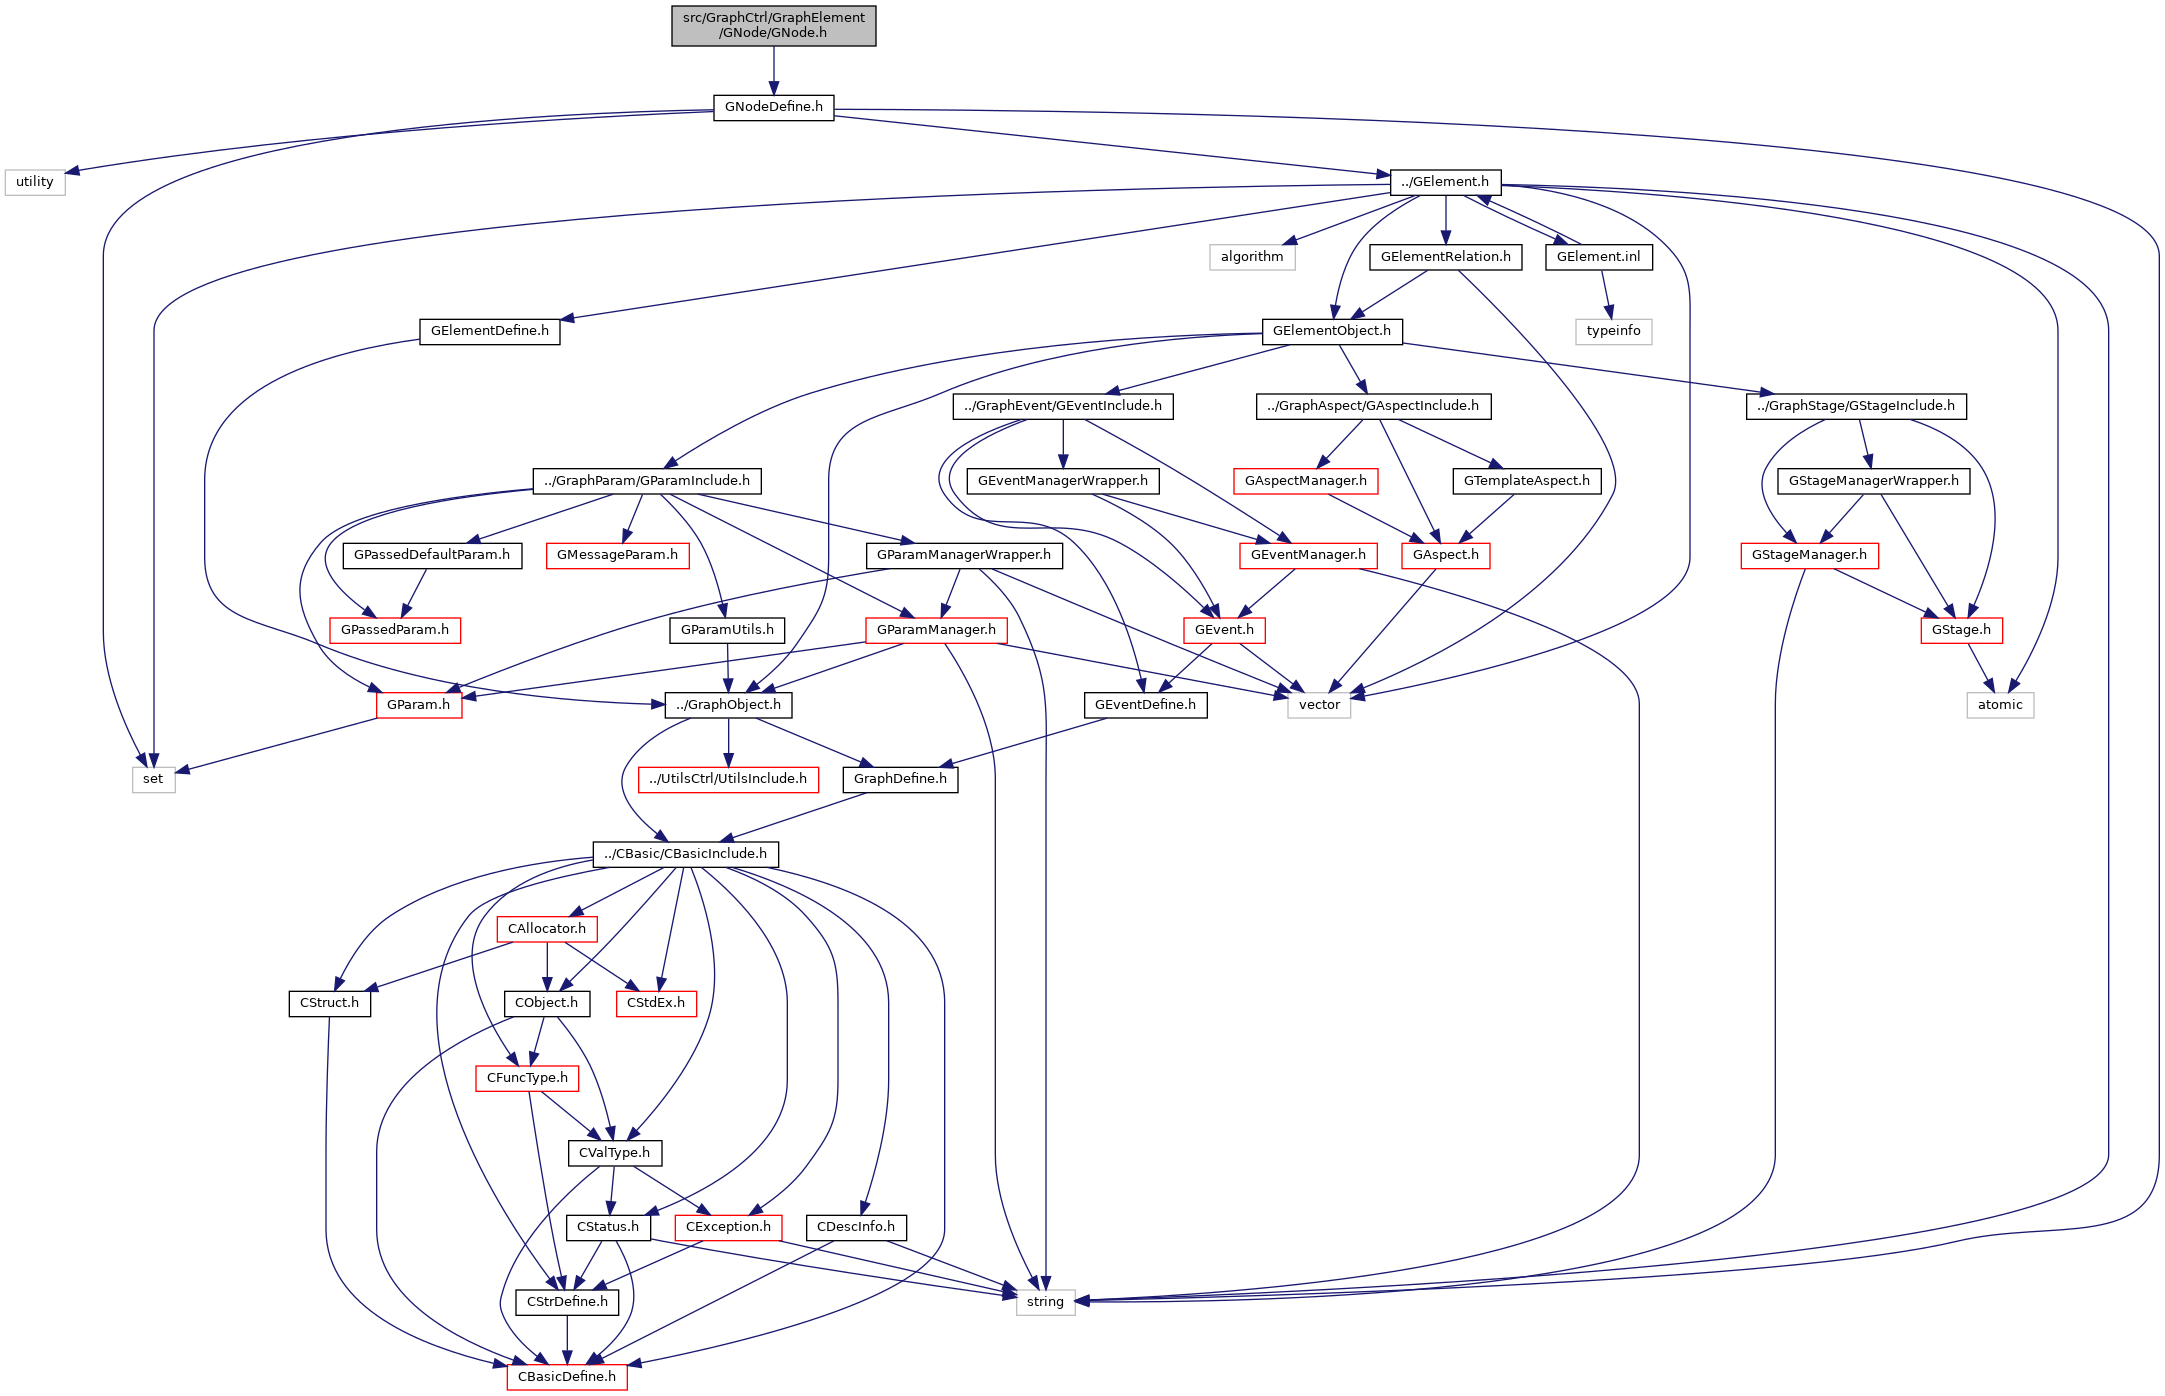 src/GraphCtrl/GraphElement
/GNode/GNode.h
GNodeDefine.h
utility
../GElement.h
algorithm
GElementRelation.h
GElement.inl
GElementDefine.h
GElementObject.h
typeinfo
../GraphEvent/GEventInclude.h
../GraphAspect/GAspectInclude.h
../GraphStage/GStageInclude.h
../GraphParam/GParamInclude.h
GEventManagerWrapper.h
GAspectManager.h
GTemplateAspect.h
GStageManagerWrapper.h
GPassedDefaultParam.h
GMessageParam.h
GParamManagerWrapper.h
GEventManager.h
GAspect.h
GStageManager.h
GPassedParam.h
GParamUtils.h
GParamManager.h
GEvent.h
GStage.h
GParam.h
../GraphObject.h
GEventDefine.h
vector
atomic
set
../UtilsCtrl/UtilsInclude.h
GraphDefine.h
../CBasic/CBasicInclude.h
CAllocator.h
CStruct.h
CObject.h
CStdEx.h
CFuncType.h
CValType.h
CStatus.h
CException.h
CDescInfo.h
CStrDefine.h
string
CBasicDefine.h